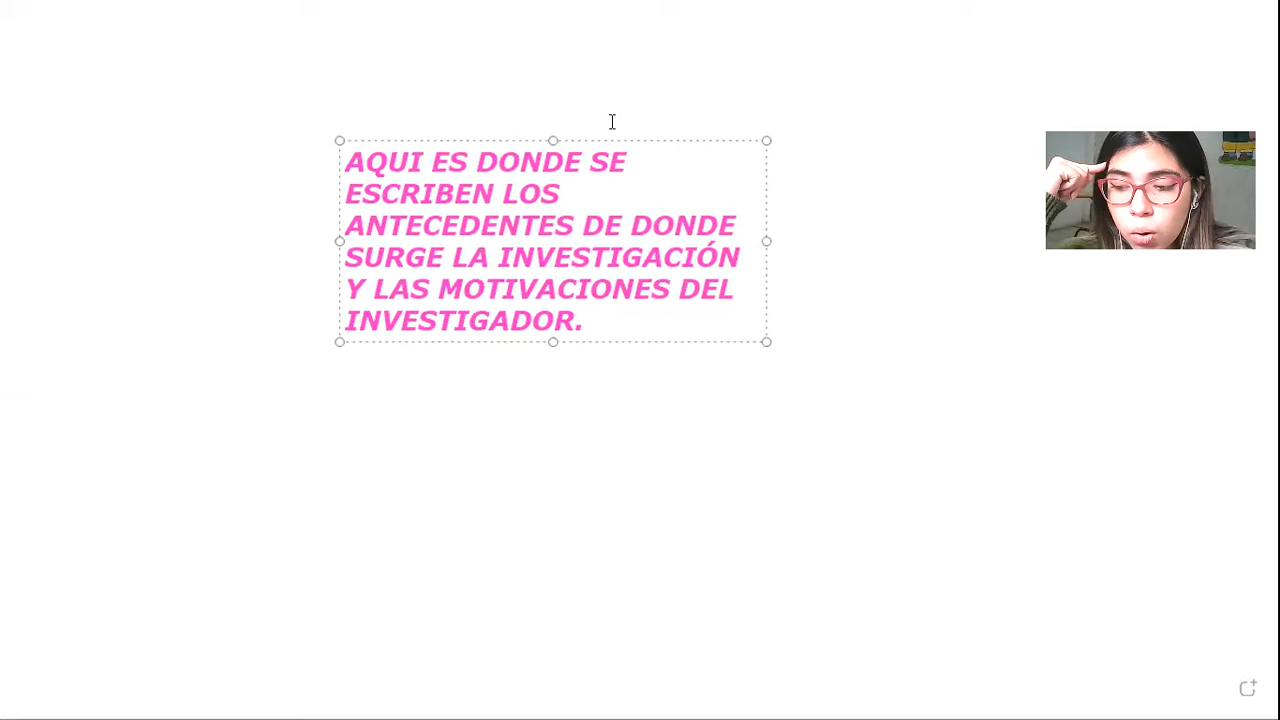 AQUI ES DONDE SE
ESCRIBEN LOS
ANTECEDENTES DE DONDE
SURGE LA INVESTIGACIÓN
Y LAS MOTIVACIONES DEL
INVESTIGADOR.